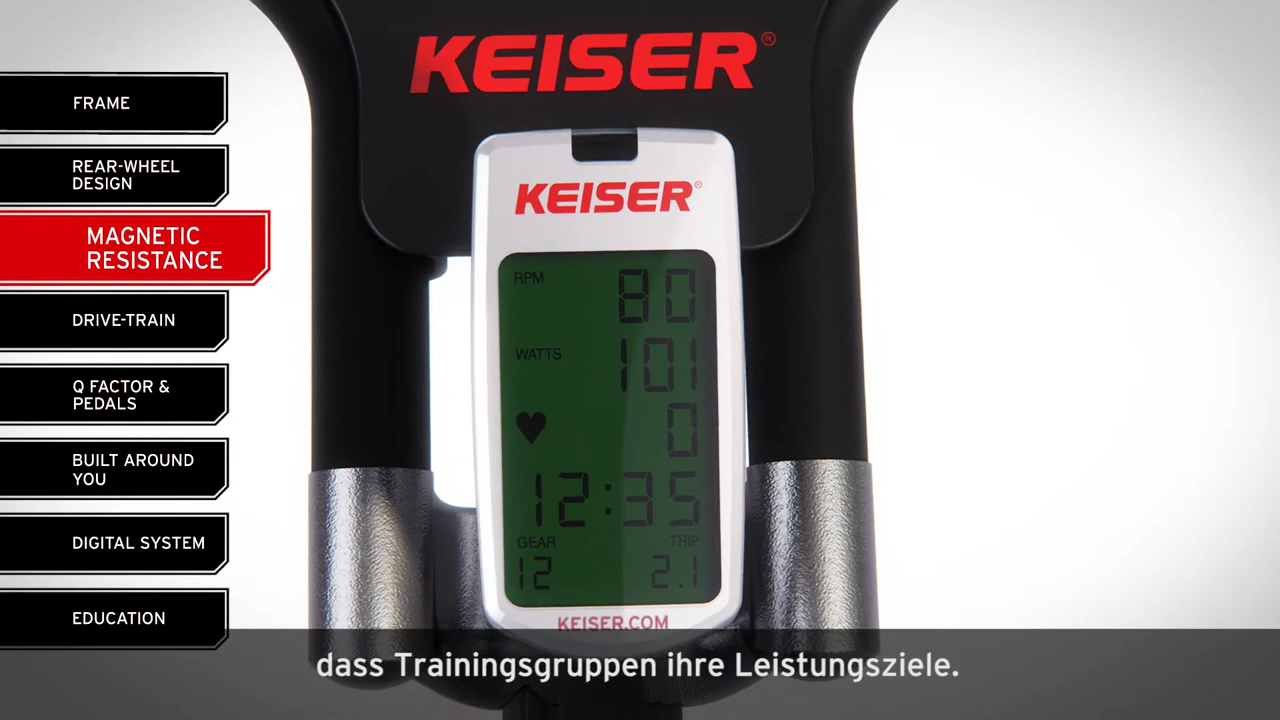 KEISER®
FRAME
REAR-WHEEL
DESIGN
MAGNETIC
RESISTANCE
DRIVE-TRAIN
Q FACTOR &
PEDALS
BUILT AROUND
YOU
DIGITAL SYSTEM
EDUCATION
KEISER®
RPM 80
WATTS 101
0
12:35
GEAR TRIP
12 2.1
KEISER.COM
dass Trainingsgruppen ihre Leistungsziele.